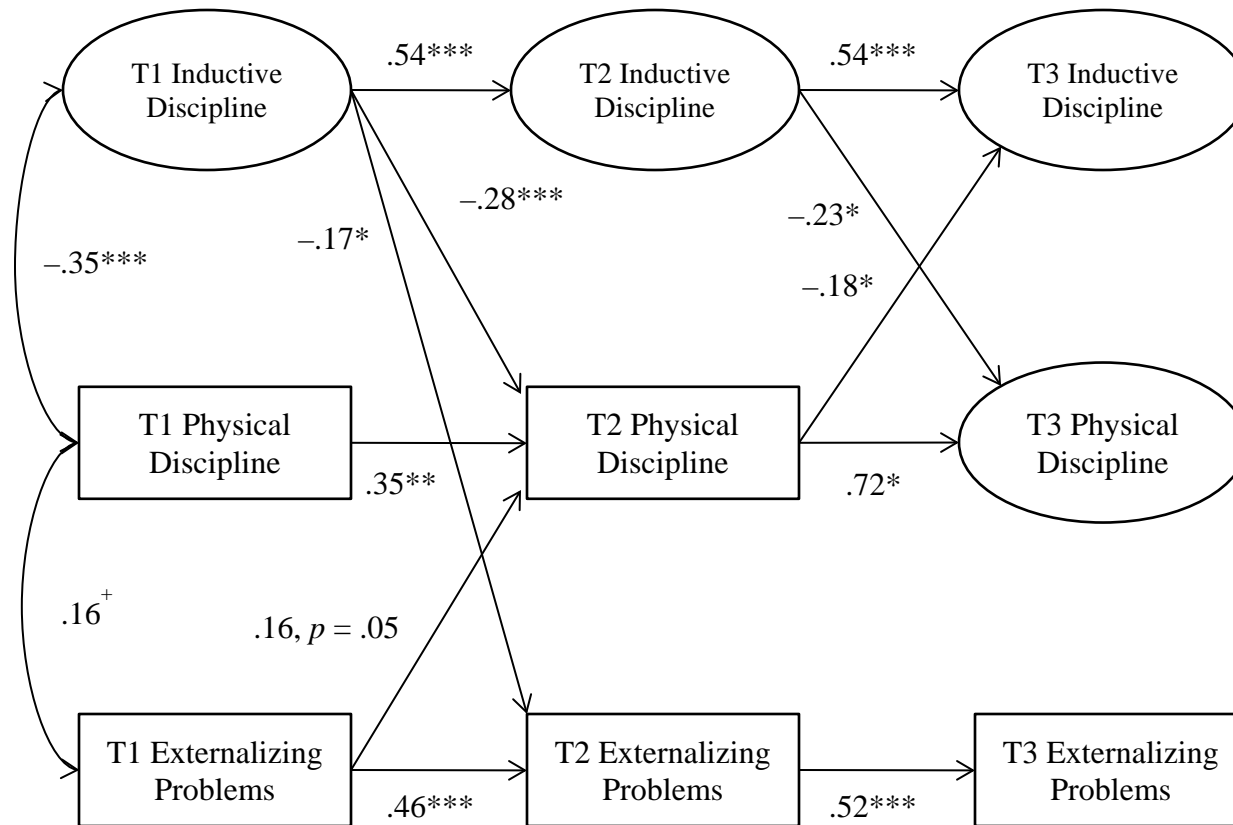 .54***
.54***
T1 Inductive
Discipline
T2 Inductive
Discipline
T3 Inductive
Discipline
–.28***
–.17*
–.23*
–.35***
–.18*
T1 Physical
Discipline
T2 Physical
Discipline
T3 Physical
Discipline
.35**
.72*
.16+
.16, p = .05
T1 Externalizing
Problems
T2 Externalizing
Problems
T3 Externalizing
Problems
.46***
.52***